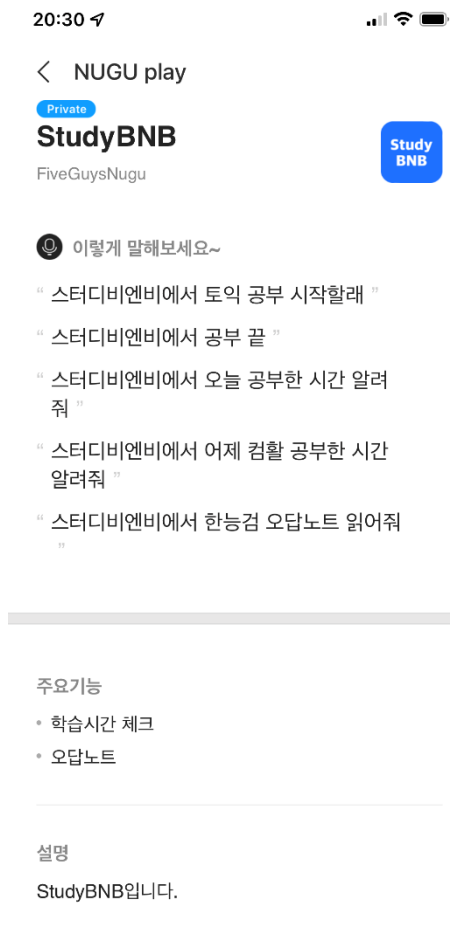 20:30
NUGU play
Private
StudyBNB
FiveGuysNugu
Study
BNB
이렇게 말해보세요~
“ 스터디비엔비에서 토익 공부 시작할래 ”
“ 스터디비엔비에서 공부 끝 ”
“ 스터디비엔비에서 오늘 공부한 시간 알려
줘 ”
“ 스터디비엔비에서 어제 컴활 공부한 시간
알려줘 ”
“ 스터디비엔비에서 한능검 오답노트 읽어줘
”
주요기능
• 학습시간 체크
• 오답노트
설명
StudyBNB입니다.